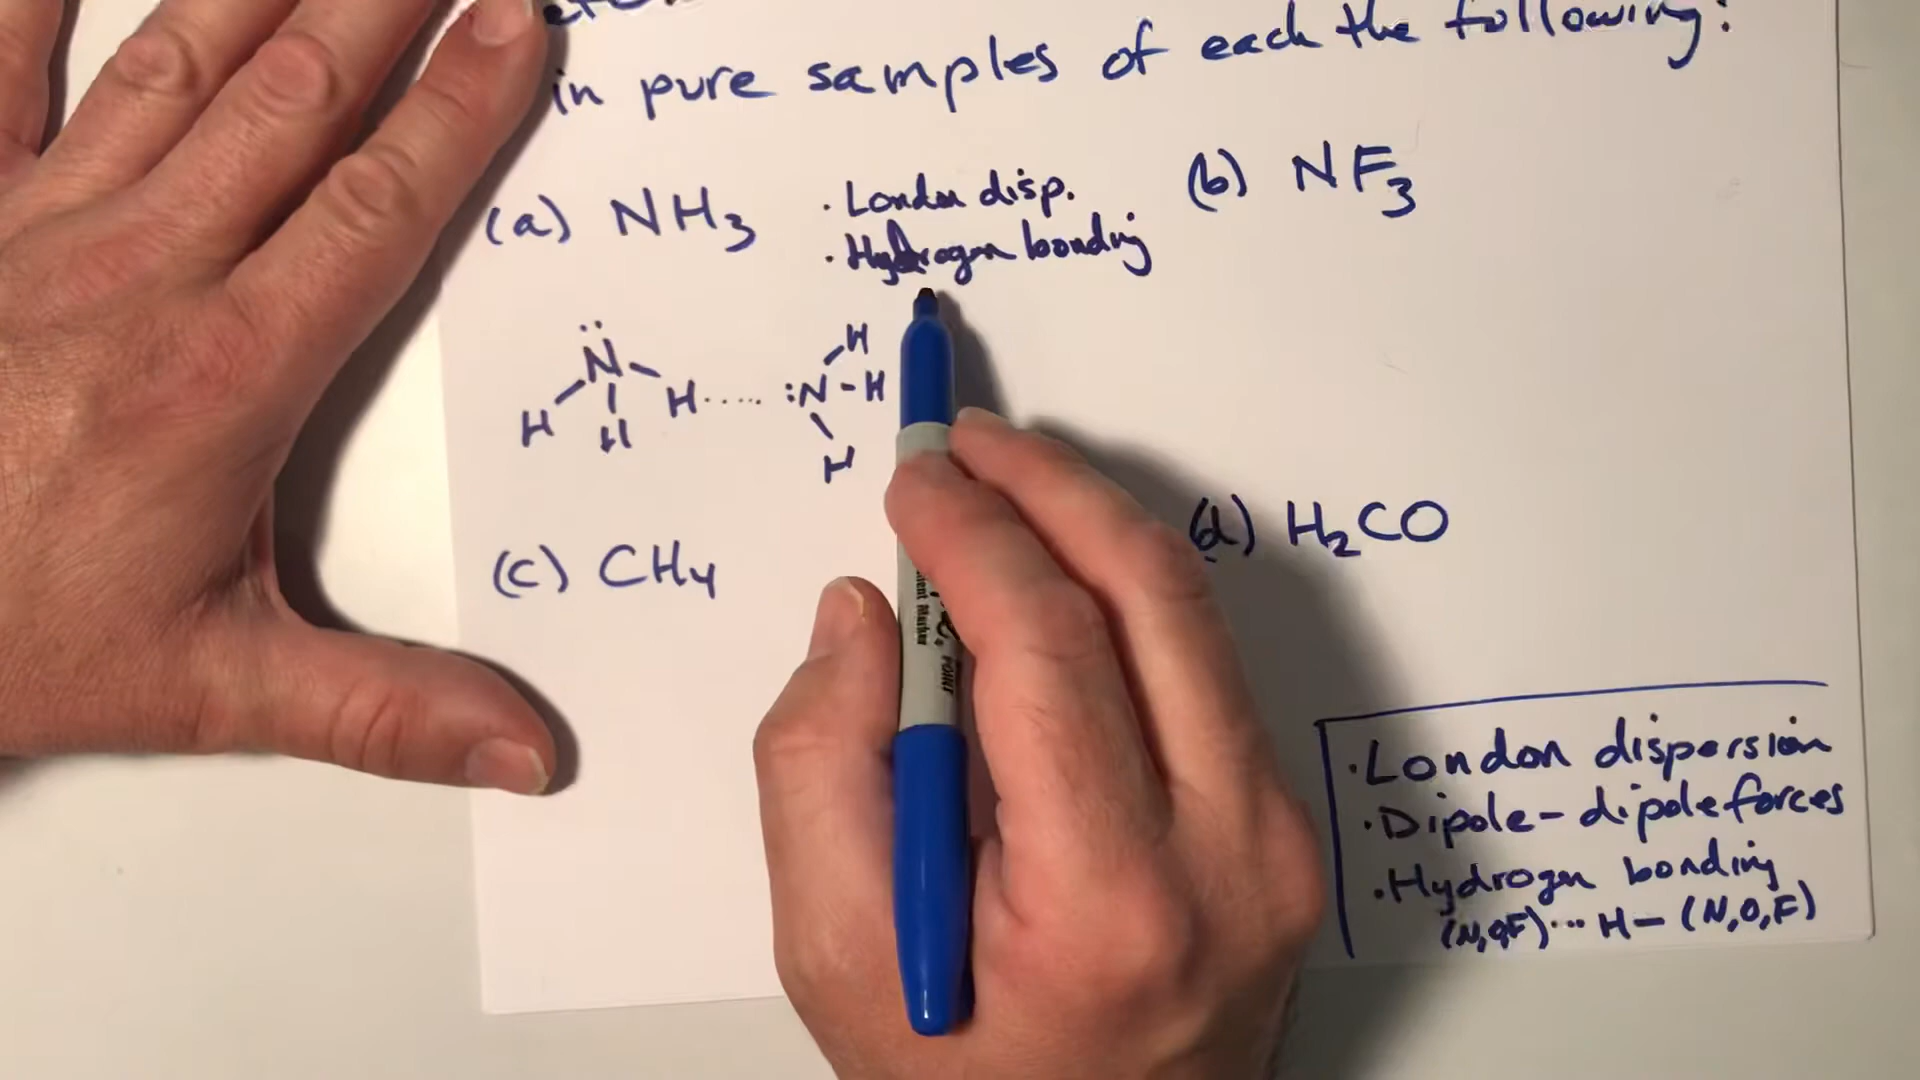 in pure samples of each the following:
(a) NH3
· London disp.
· Hydrogen bonding
(b) NF3
N
H
H
H
.....
:N-H
H
H
(c) CH4
(d) H2CO
· London dispersion
· Dipole-dipole forces
· Hydrogen bonding
(N,O,F)···H-(N,O,F)
POINT